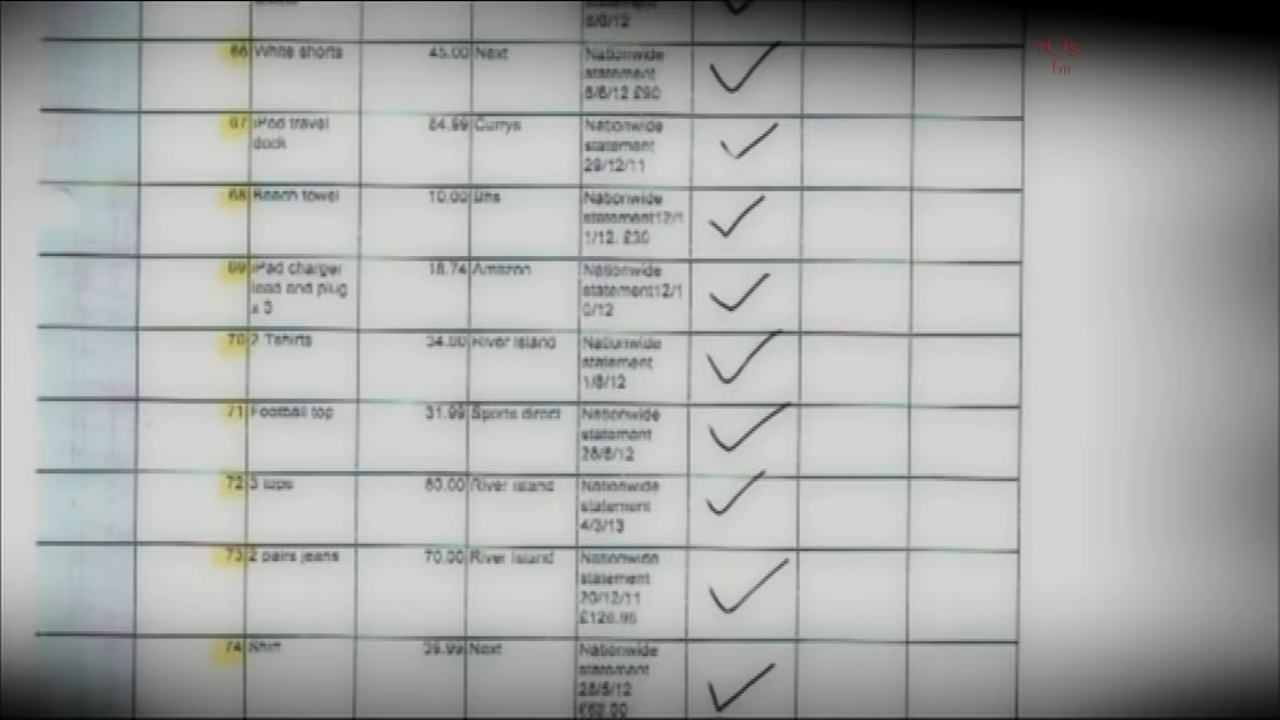 66 White shorts 45.00 Next Nationwide
statement
8/6/12 £90
67 iPod travel 84.99 Currys Nationwide
dock statement
29/12/11
68 Beach towel 10.00 Bhs Nationwide
statement12/1
1/12. £30
69 iPad charger 18.74 Amazon Nationwide
lead and plug statement12/1
x 3 0/12
70 2 Tshirts 34.00 River Island Nationwide
statement
1/8/12
71 Football top 31.99 Sports direct Nationwide
statement
28/6/12
72 3 tops 80.00 River island Nationwide
statement
4/3/13
73 2 pairs jeans 70.00 River Island Nationwide
statement
20/12/11
£126.95
74 Shirt 39.99 Next Nationwide
statement
28/5/12